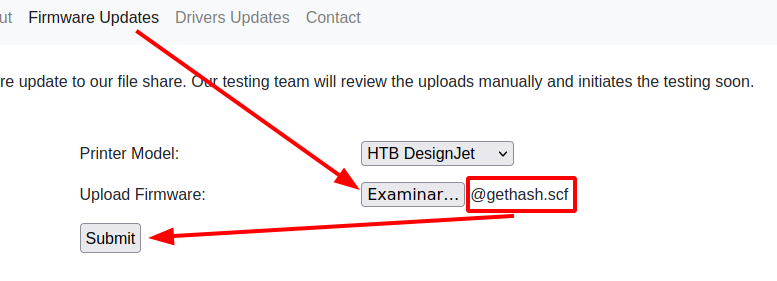 ut Firmware Updates Drivers Updates Contact
re update to our file share. Our testing team will review the uploads manually and initiates the testing soon.
Printer Model: HTB DesignJet
Upload Firmware: Examinar... @gethash.scf
Submit